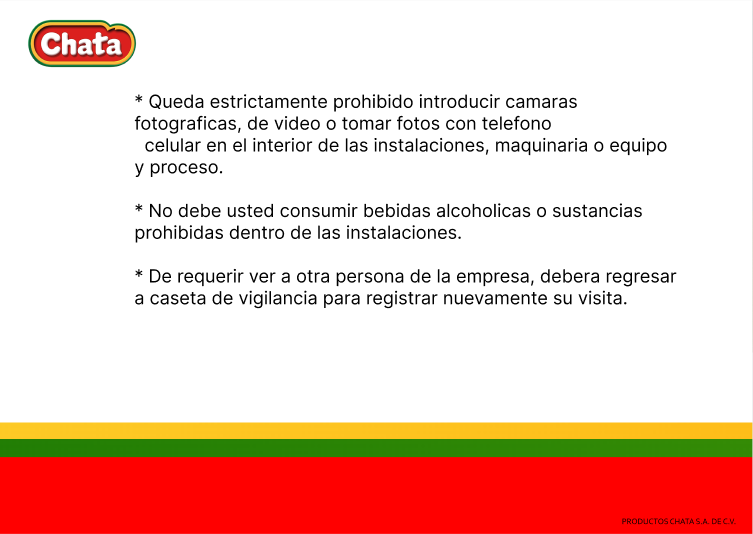 Chata
* Queda estrictamente prohibido introducir camaras
fotograficas, de video o tomar fotos con telefono
celular en el interior de las instalaciones, maquinaria o equipo
y proceso.
* No debe usted consumir bebidas alcoholicas o sustancias
prohibidas dentro de las instalaciones.
* De requerir ver a otra persona de la empresa, debera regresar
a caseta de vigilancia para registrar nuevamente su visita.
PRODUCTOS CHATA S.A. DE C.V.